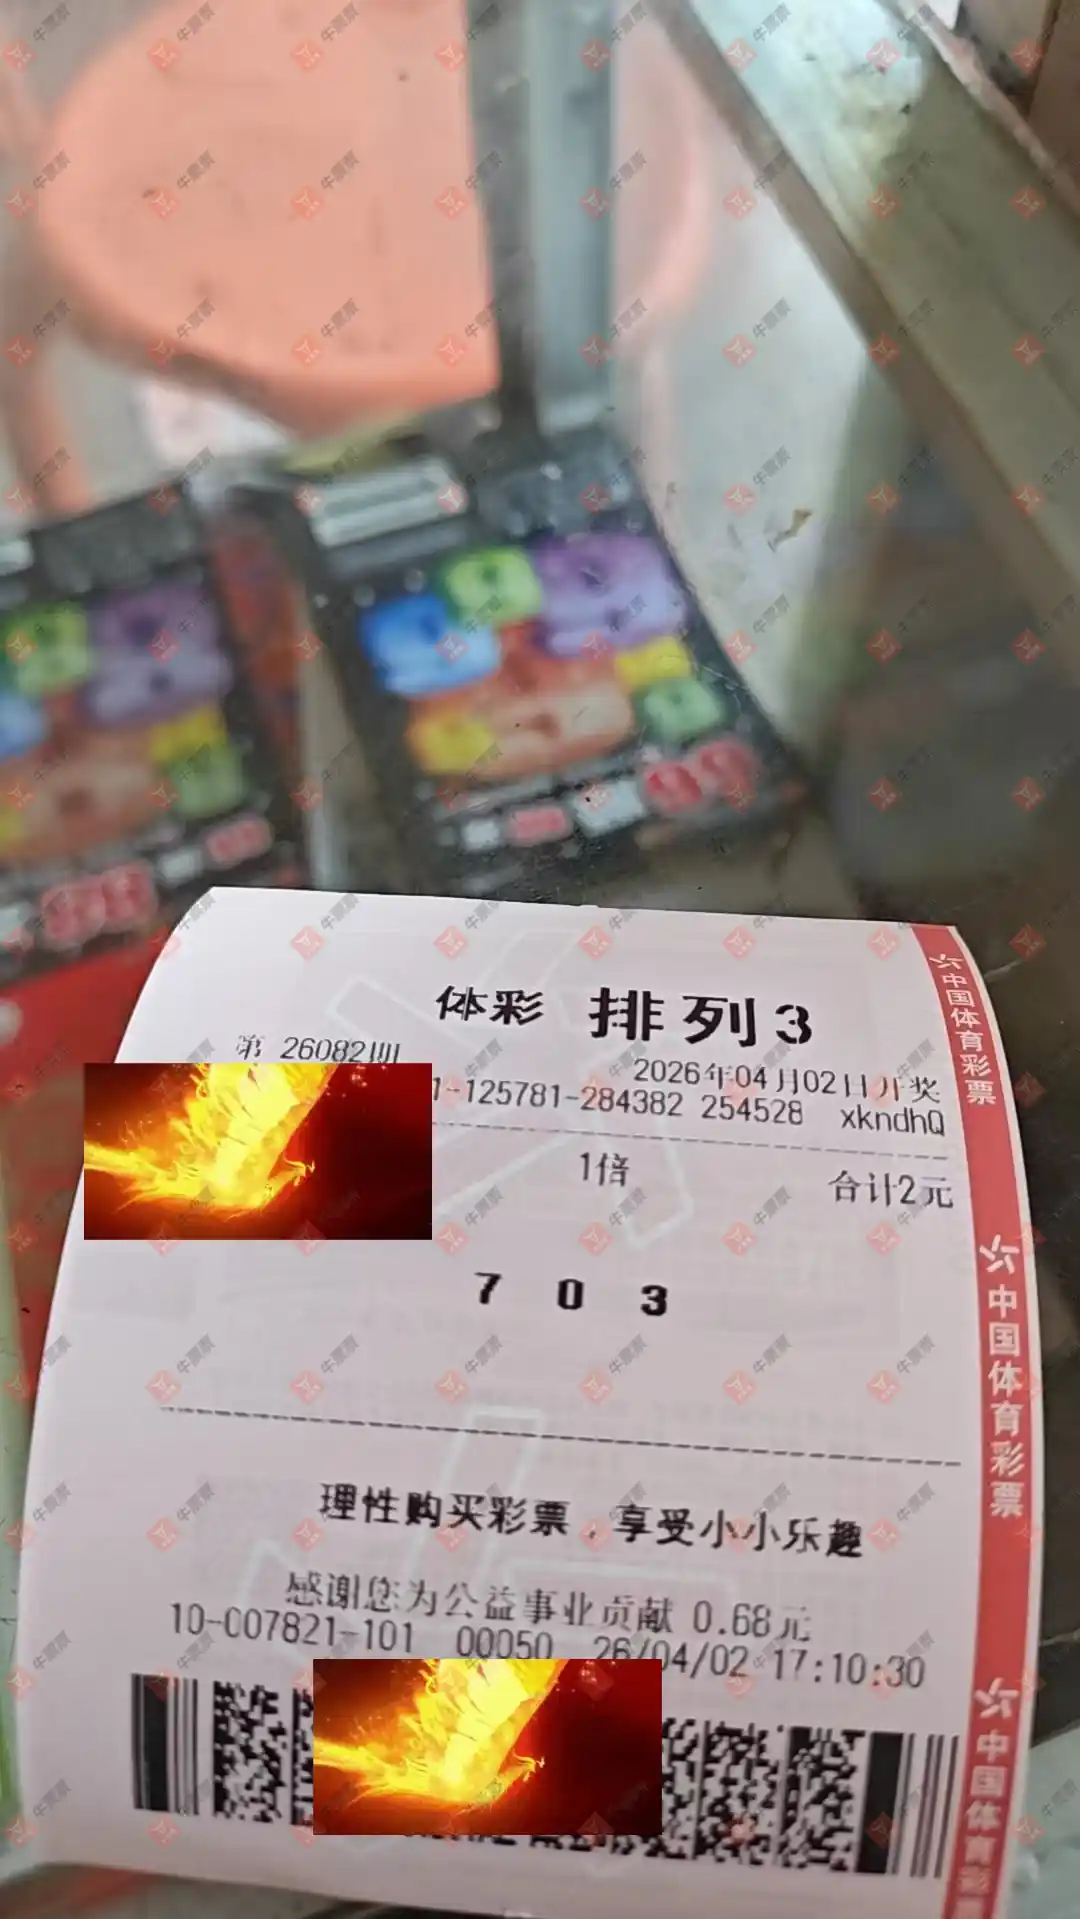 体彩 排列3
第 26082期
2026年04月02日开奖
1-125781-284382 254528 xkndhQ
1倍 合计2元
7 0 3
理性购买彩票，享受小小乐趣
感谢您为公益事业贡献 0.68元
10-007821-101 00050 26/04/02 17:10:30
中国体育彩票
中国体育彩票
中国体育彩票
牛票票